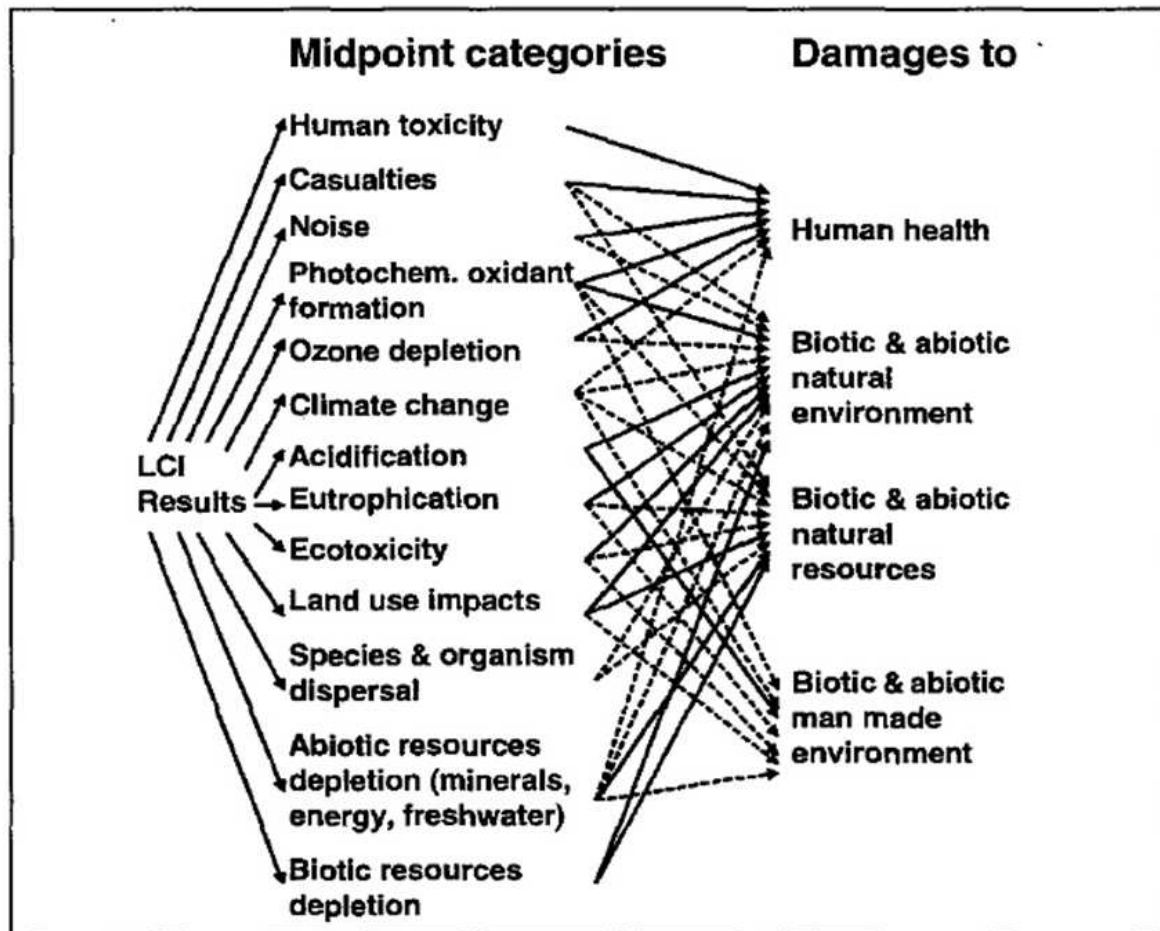 Midpoint categories
Damages to
Human toxicity
Casualties
Noise
Photochem. oxidant
formation
Ozone depletion
Climate change
Acidification
Eutrophication
Ecotoxicity
Land use impacts
Species & organism
dispersal
Abiotic resources
depletion (minerals,
energy, freshwater)
Biotic resources
depletion
LCI
Results
Human health
Biotic & abiotic
natural
environment
Biotic & abiotic
natural
resources
Biotic & abiotic
man made
environment